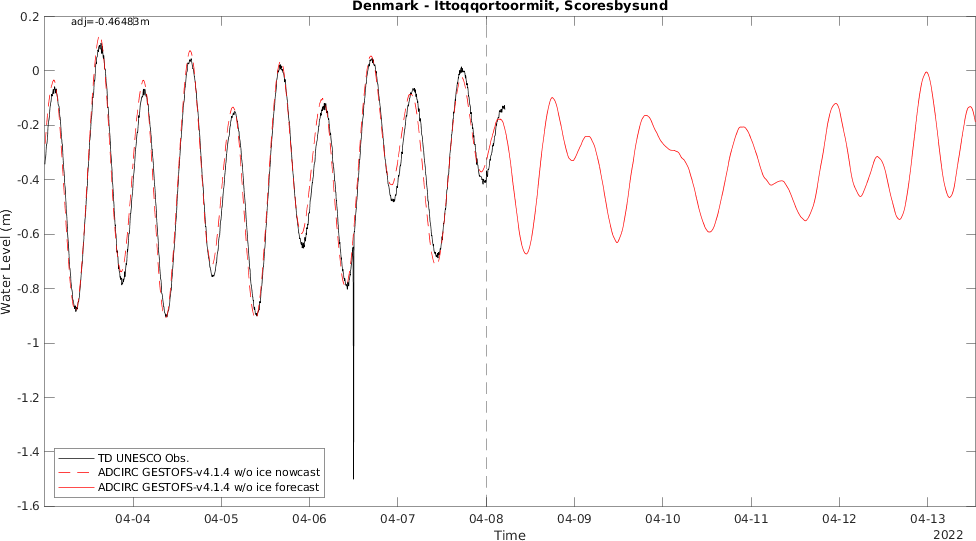 Denmark - Ittoqqortoormiit, Scoresbysund
adj=-0.46483m
0.2
0
-0.2
-0.4
-0.6
-0.8
-1
-1.2
-1.4
-1.6
Water Level (m)
TD UNESCO Obs.
ADCIRC GESTOFS-v4.1.4 w/o ice nowcast
ADCIRC GESTOFS-v4.1.4 w/o ice forecast
04-04 04-05 04-06 04-07 04-08 04-09 04-10 04-11 04-12 04-13
Time
2022